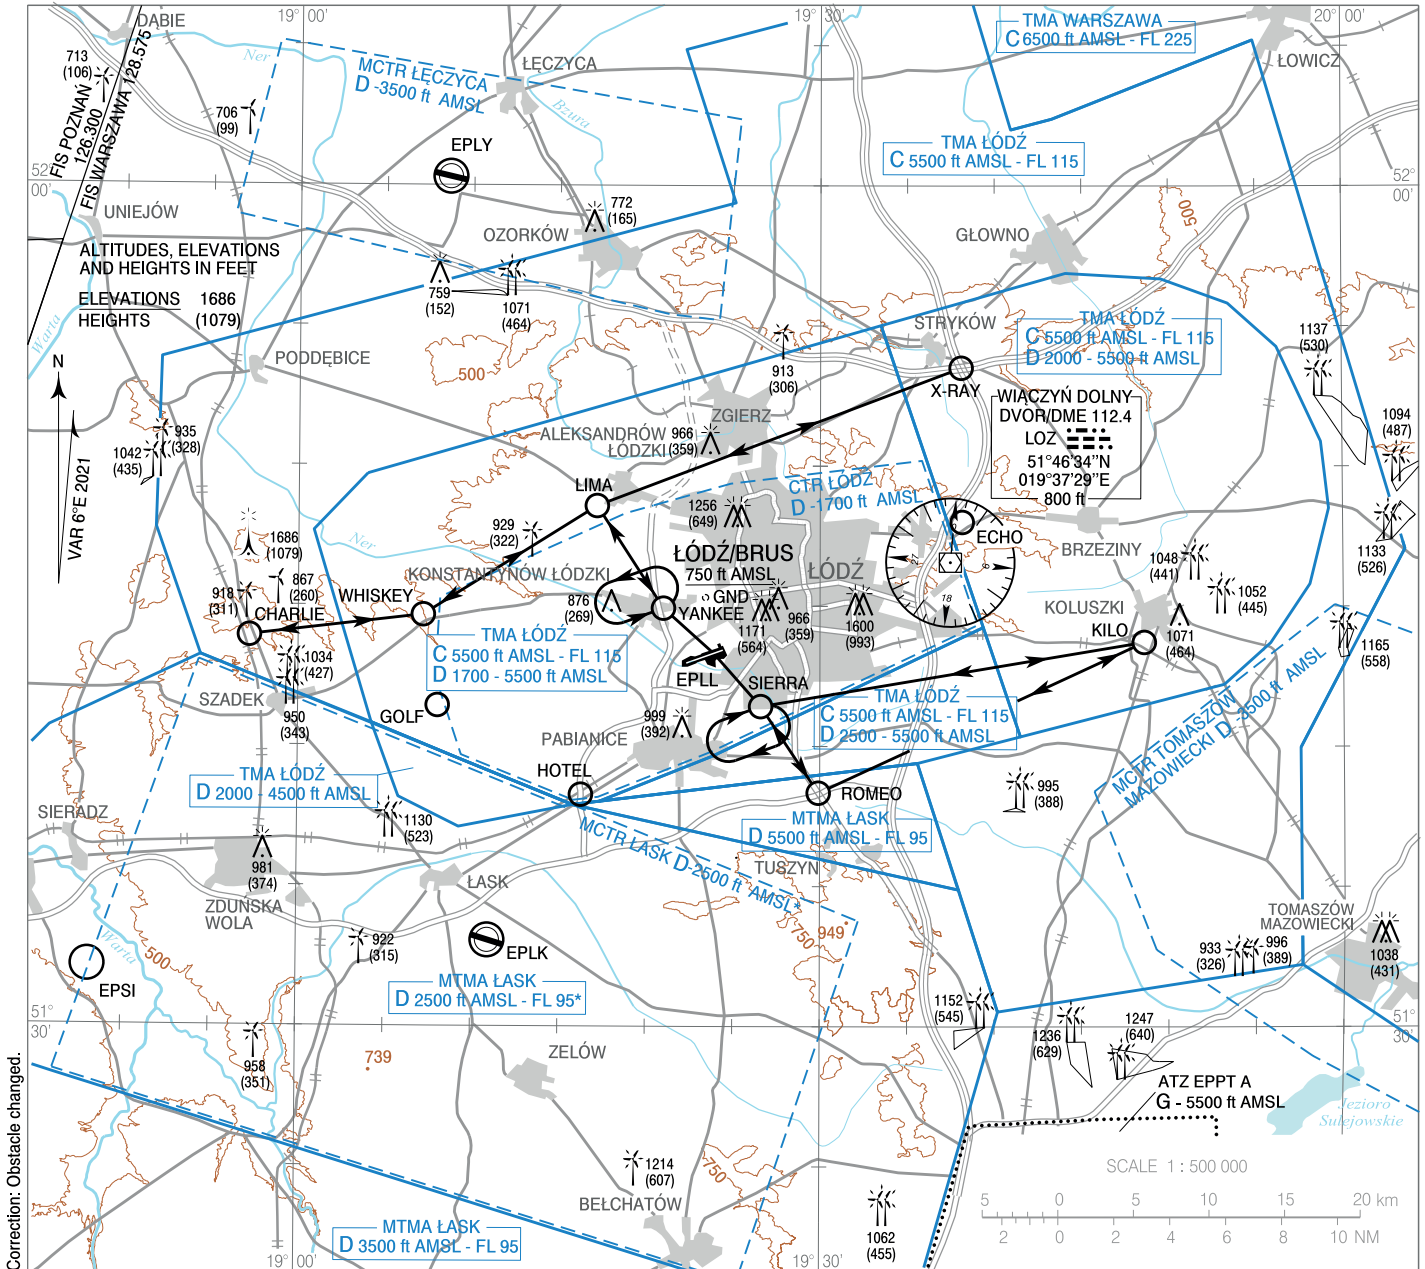 19° 00'
19° 30'
20° 00'
DĄBIE
713
(106)
FIS POZNAŃ
126.300
FIS WARSZAWA 128.575
Ner
MCTR ŁĘCZYCA
D -3500 ft AMSL
ŁĘCZYCA
Bzura
TMA WARSZAWA
C 6500 ft AMSL - FL 225
ŁOWICZ
706
(99)
EPLY
TMA ŁÓDŹ
C 5500 ft AMSL - FL 115
52°
00'
52°
00'
UNIEJÓW
772
(165)
OZORKÓW
GŁOWNO
500
ALTITUDES, ELEVATIONS
AND HEIGHTS IN FEET
ELEVATIONS 1686
HEIGHTS (1079)
759
(152)
1071
(464)
Warta
N
VAR 6°E 2021
PODDĘBICE
500
913
(306)
STRYKÓW
TMA ŁÓDŹ
C 5500 ft AMSL - FL 115
D 2000 - 5500 ft AMSL
1137
(530)
X-RAY
WIĄCZYŃ DOLNY
DVOR/DME 112.4
LOZ
51°46'34"N
019°37'29"E
800 ft
1094
(487)
ZGIERZ
ALEKSANDRÓW
ŁÓDZKI
966
(359)
935
(328)
1042
(435)
LIMA
CTR ŁÓDŹ
D -1700 ft AMSL
1256
(649)
929
(322)
Ner
1686
(1079)
ECHO
BRZEZINY
1133
(526)
ŁÓDŹ/BRUS
750 ft AMSL
GND
ŁÓDŹ
KONSTANTYNÓW ŁÓDZKI
1048
(441)
867
(260)
918
(311)
CHARLIE
WHISKEY
876
(269)
YANKEE
966
(359)
1171
(564)
1600
(993)
27
9
18
1052
(445)
KOLUSZKI
KILO
1071
(464)
1165
(558)
1034
(427)
TMA ŁÓDŹ
C 5500 ft AMSL - FL 115
D 1700 - 5500 ft AMSL
EPLL
SIERRA
SZADEK
950
(343)
GOLF
999
(392)
PABIANICE
TMA ŁÓDŹ
C 5500 ft AMSL - FL 115
D 2500 - 5500 ft AMSL
MCTR TOMASZÓW
MAZOWIECKI D -3500 ft AMSL
TMA ŁÓDŹ
D 2000 - 4500 ft AMSL
HOTEL
ROMEO
995
(388)
SIERADZ
1130
(523)
MTMA ŁASK
D 5500 ft AMSL - FL 95
MCTR ŁASK D-2500 ft AMSL*
981
(374)
TUSZYN
ŁASK
ZDUŃSKA
WOLA
TOMASZÓW
MAZOWIECKI
922
(315)
EPLK
750
949
933
(326)
996
(389)
1038
(431)
Warta
500
EPSI
MTMA ŁASK
D 2500 ft AMSL - FL 95*
51°
30'
1152
(545)
1236
(629)
1247
(640)
51°
30'
958
(351)
739
ZELÓW
ATZ EPPT A
G - 5500 ft AMSL
Jezioro
Sulejowskie
1214
(607)
750
BEŁCHATÓW
SCALE 1 : 500 000
5 0 5 10 15 20 km
2 0 2 4 6 8 10 NM
1062
(455)
MTMA ŁASK
D 3500 ft AMSL - FL 95
19° 00'
19° 30'
Correction: Obstacle changed.